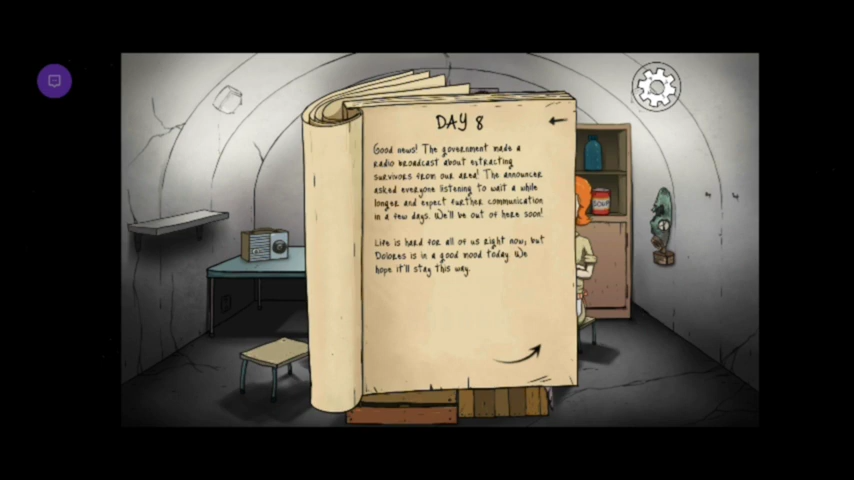 DAY 8
Good news! The government made a
radio broadcast about extracting
survivors from our area! The announcer
asked everyone listening to wait a while
longer and expect further communication
in a few days. We'll be out of here soon!
Life is hard for all of us right now, but
Dolores is in a good mood today. We
hope it'll stay this way.
SOUP